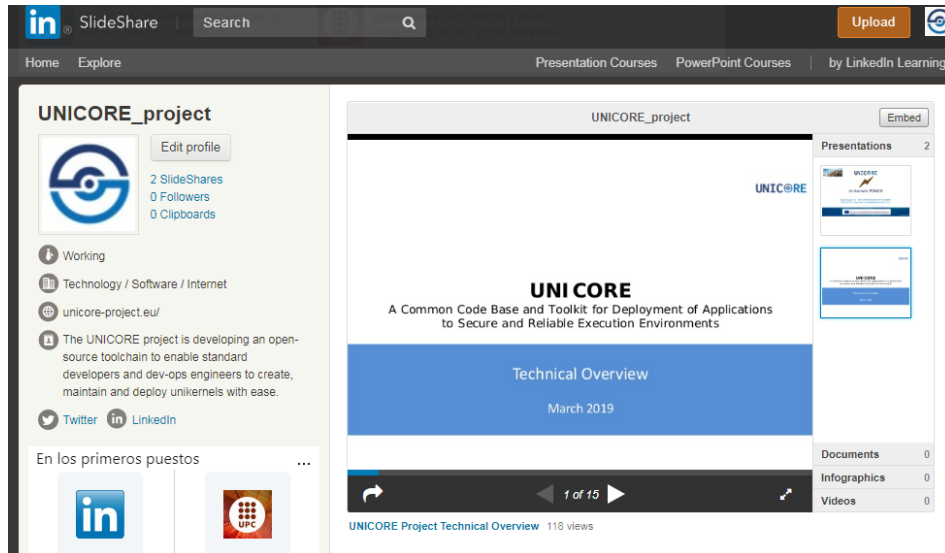 in SlideShare Search Upload
Home Explore Presentation Courses PowerPoint Courses by LinkedIn Learning
UNICORE_project
Edit profile
2 SlideShares
0 Followers
0 Clipboards
Working
Technology / Software / Internet
unicore-project.eu/
The UNICORE project is developing an open-
source toolchain to enable standard
developers and dev-ops engineers to create,
maintain and deploy unikernels with ease.
Twitter in LinkedIn
En los primeros puestos ...
in
UPC
UNICORE_project Embed
UNICORE
UNICORE
A Common Code Base and Toolkit for Deployment of Applications
to Secure and Reliable Execution Environments
Technical Overview
March 2019
1 of 15
UNICORE Project Technical Overview 118 views
Presentations 2
UNICORE
Documents 0
Infographics 0
Videos 0